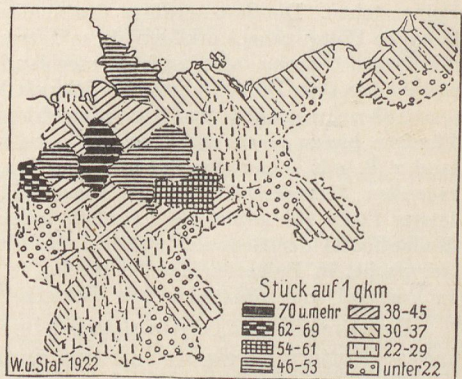 Stück auf 1 qkm
70 u. mehr
62-69
54-61
46-53
38-45
30-37
22-29
unter 22
W.u.Stat. 1922